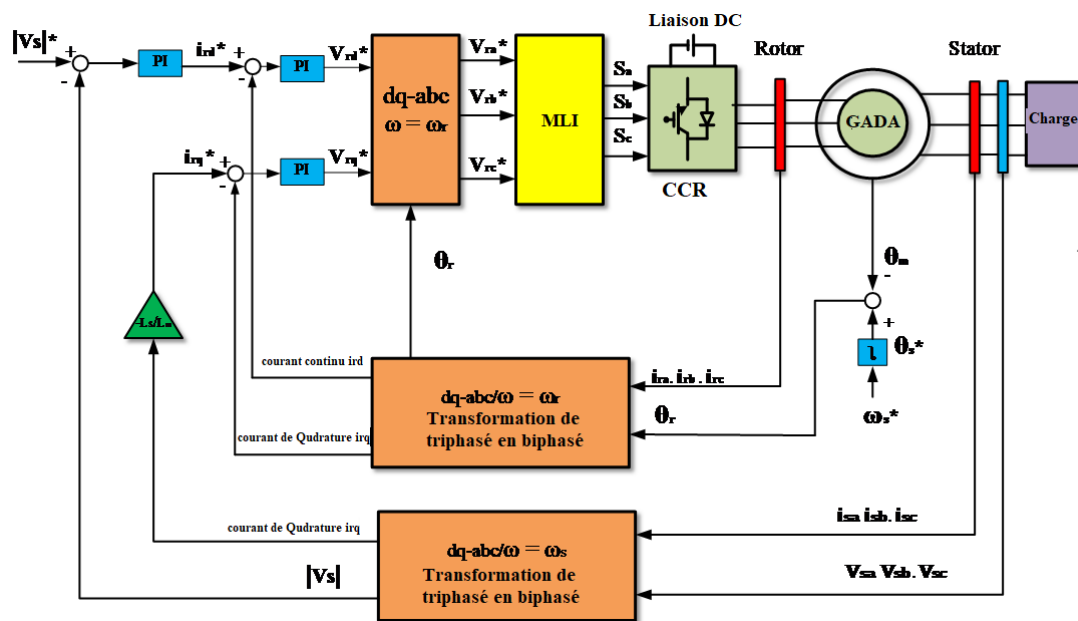 |Vs|*
+
-
PI
ird*
+
-
PI
Vrd*
irq*
+
-
PI
Vrq*
dq-abc
ω = ωr
Vra*
Vrb*
Vrc*
MLI
Sa
Sb
Sc
Liaison DC
CCR
Rotor
GADA
Stator
Charge
θr
θm
-
+
θs*
ωs*
-Ls/Lm
courant continu ird
courant de Qudrature irq
dq-abc/ω = ωr
Transformation de
triphasé en biphasé
ira. irb . irc
θr
courant de Qudrature irq
|Vs|
dq-abc/ω = ωs
Transformation de
triphasé en biphasé
isa isb. isc
Vsa Vsb. Vsc